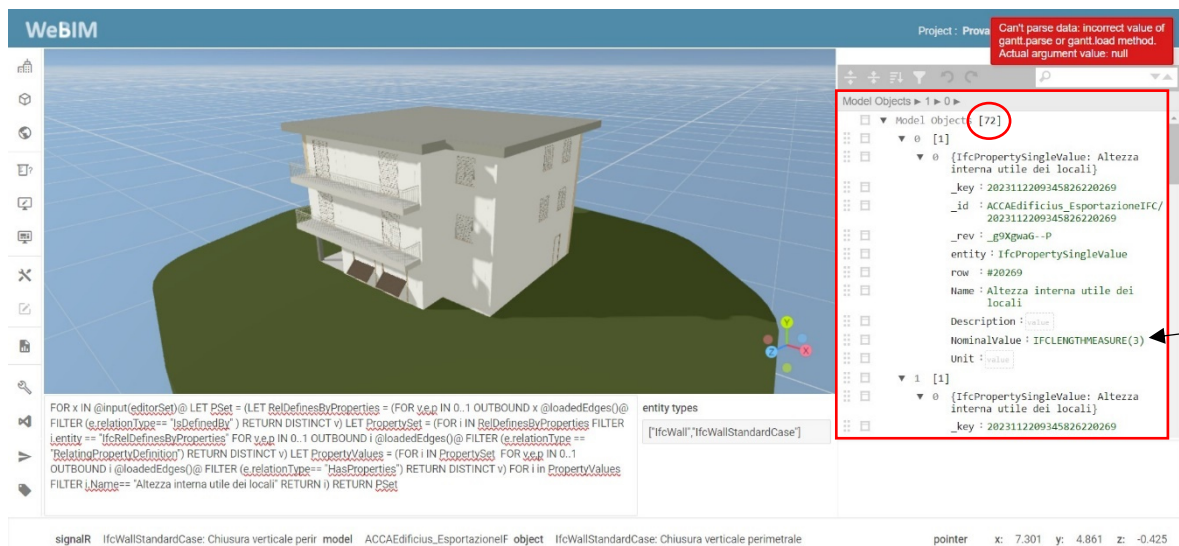 WeBIM
Project : Prova
Can't parse data: incorrect value of
gantt.parse or gantt.load method.
Actual argument value: null
Model Objects ► 1 ► 0 ►
▼ Model Objects [72]
▼ 0 [1]
▼ 0 {IfcPropertySingleValue: Altezza
interna utile dei locali}
_key : 2023112209345826220269
_id : ACCAEdificius_EsportazioneIFC/
2023112209345826220269
_rev : _g9XgwaG--P
entity : IfcPropertySingleValue
row : #20269
Name : Altezza interna utile dei
locali
Description : value
NominalValue : IFCLENGTHMEASURE(3)
Unit : value
▼ 1 [1]
▼ 0 {IfcPropertySingleValue: Altezza
interna utile dei locali}
_key : 2023112209345826220269
Y
Z
X
FOR x IN @input(editorSet)@ LET PSet = (LET RelDefinesByProperties = (FOR v,e,p IN 0..1 OUTBOUND x @loadedEdges()@
FILTER (e.relationType== "IsDefinedBy" ) RETURN DISTINCT v) LET PropertySet = (FOR i IN RelDefinesByProperties FILTER
i.entity == "IfcRelDefinesByProperties" FOR v,e,p IN 0..1 OUTBOUND i @loadedEdges()@ FILTER (e.relationType ==
"RelatingPropertyDefinition") RETURN DISTINCT v) LET PropertyValues = (FOR i IN PropertySet FOR v,e,p IN 0..1
OUTBOUND i @loadedEdges()@ FILTER (e.relationType== "HasProperties") RETURN DISTINCT v) FOR i in PropertyValues
FILTER i.Name== "Altezza interna utile dei locali" RETURN i) RETURN PSet
entity types
["IfcWall","IfcWallStandardCase"]
signalR IfcWallStandardCase: Chiusura verticale perir model ACCAEdificius_EsportazioneIF object IfcWallStandardCase: Chiusura verticale perimetrale pointer x: 7.301 y: 4.861 z: -0.425